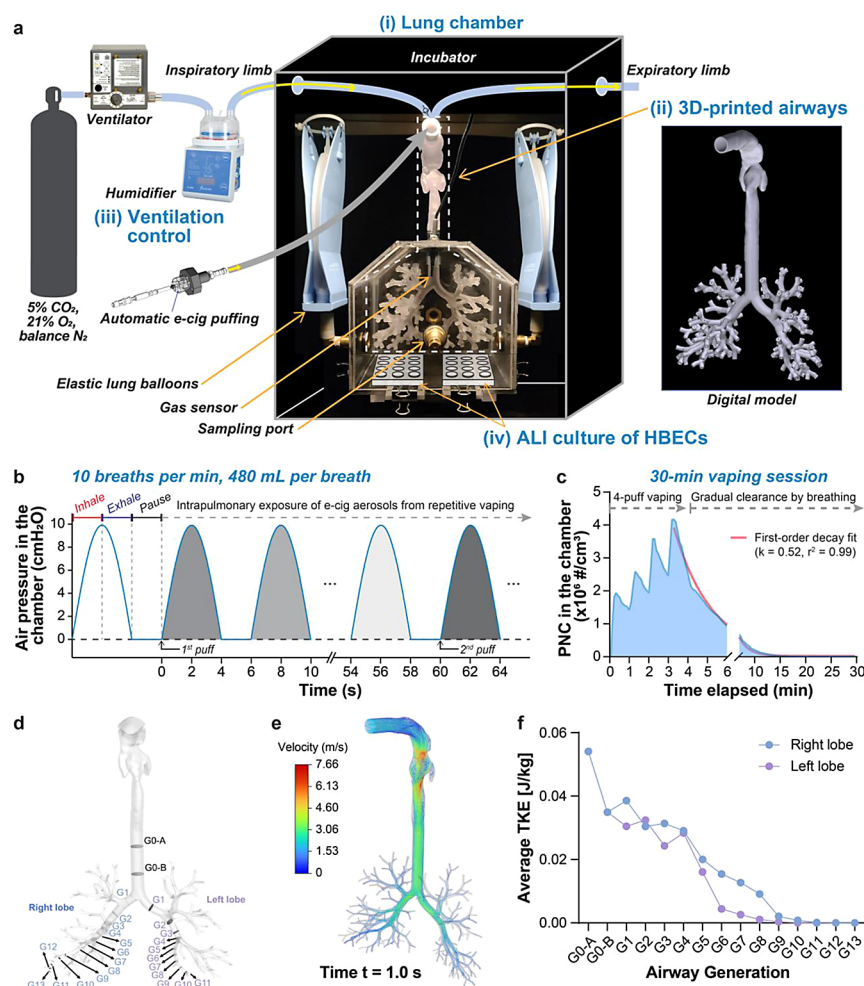 a
(i) Lung chamber
Incubator
Inspiratory limb
Expiratory limb
Ventilator
(ii) 3D-printed airways
Humidifier
(iii) Ventilation
control
5% CO₂,
21% O₂,
balance N₂
Automatic e-cig puffing
Elastic lung balloons
Gas sensor
Sampling port
(iv) ALI culture of HBECs
Digital model
b
10 breaths per min, 480 mL per breath
Inhale
Exhale
Pause
Intrapulmonary exposure of e-cig aerosols from repetitive vaping
Air pressure in the
chamber (cmH₂O)
10
8
6
4
2
0
...
...
1st puff
2nd puff
0 2 4 6 8 10 54 56 58 60 62 64
Time (s)
c
30-min vaping session
4-puff vaping
Gradual clearance by breathing
First-order decay fit
(k = 0.52, r² = 0.99)
PNC in the chamber
(x10⁶ #/cm³)
5
4
3
2
1
0
0 1 2 3 4 5 6 10 15 20 25 30
Time elapsed (min)
d
G0-A
G0-B
Right lobe
Left lobe
G1
G1
G2
G2
G3
G3
G4
G4
G5
G5
G6
G6
G7
G7
G8
G8
G9
G9
G10
G10
G11
G11
G12
G13
e
Velocity (m/s)
7.66
6.00
4.60
3.06
1.53
0
Time t = 1.0 s
f
Average TKE [J/kg]
0.06
0.04
0.02
0.00
Right lobe
Left lobe
G0-A G0-B G1 G2 G3 G4 G5 G6 G7 G8 G9 G10 G11 G12 G13
Airway Generation